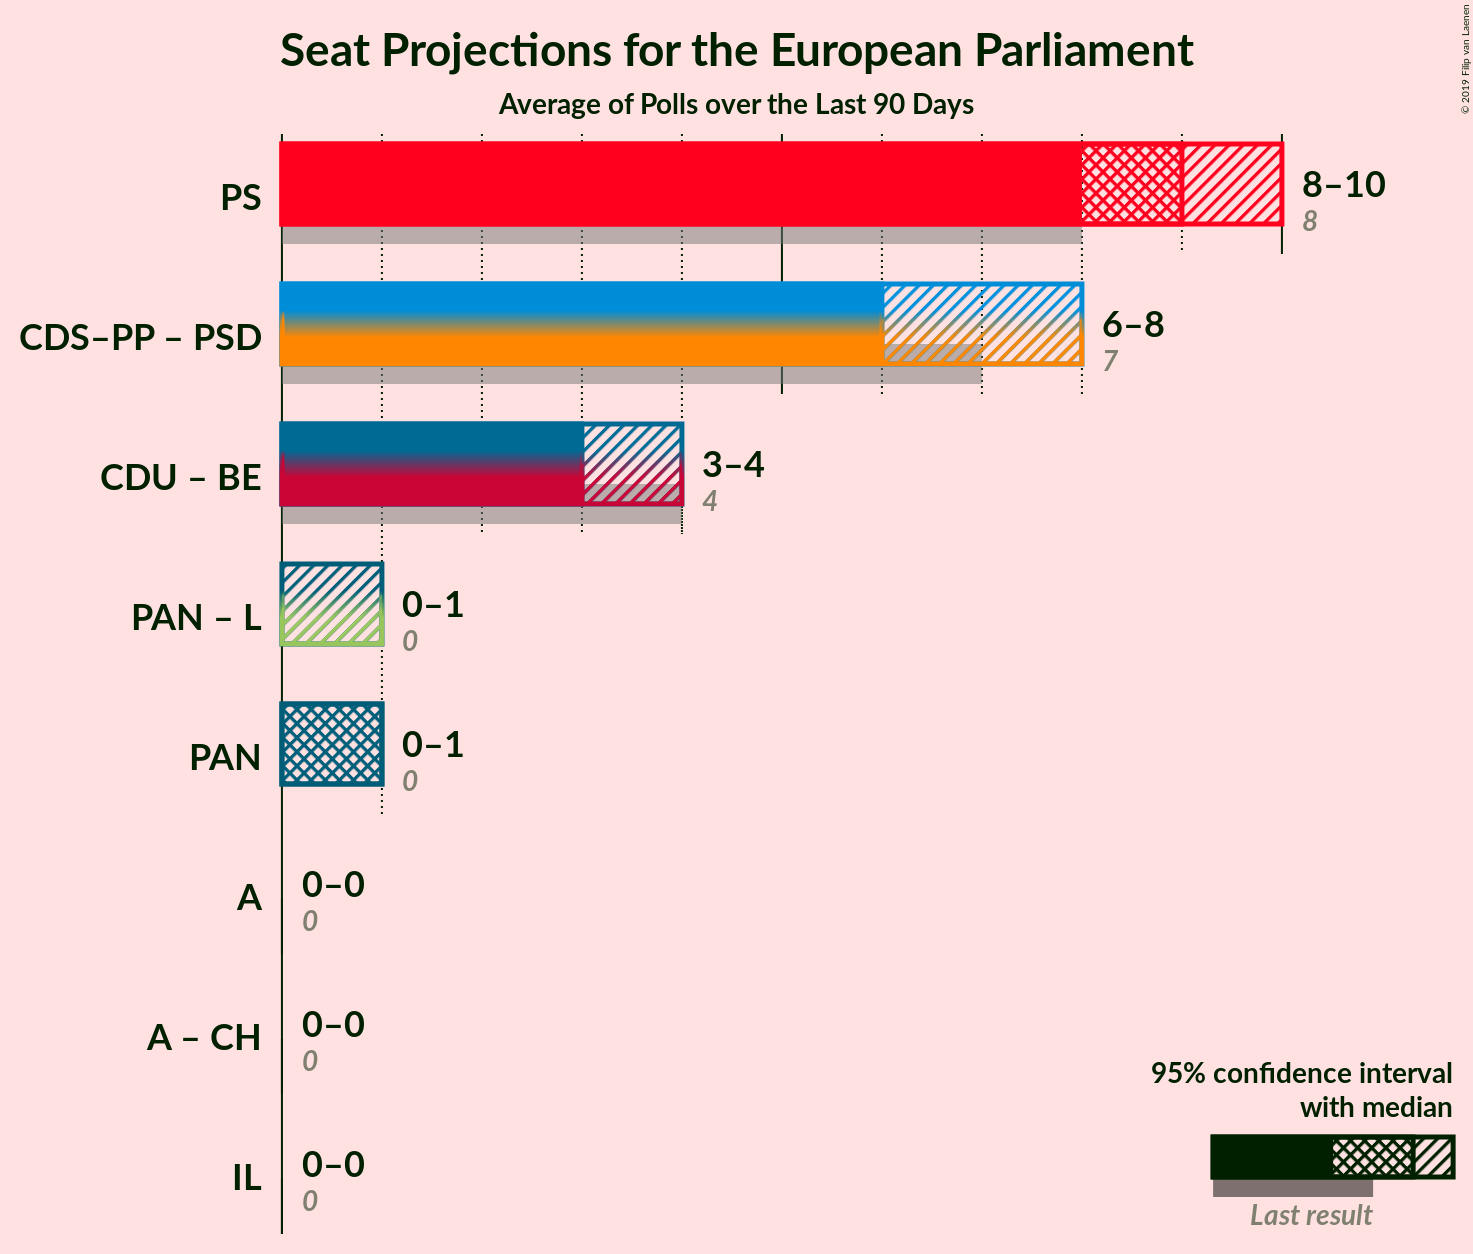 Seat Projections for the European Parliament
Average of Polls over the Last 90 Days
© 2019 Filip van Laenen
PS
8–10
8
CDS–PP – PSD
6–8
7
CDU – BE
3–4
4
PAN – L
0–1
0
PAN
0–1
0
A
0–0
0
A – CH
0–0
0
IL
0–0
0
95% confidence interval
with median
Last result